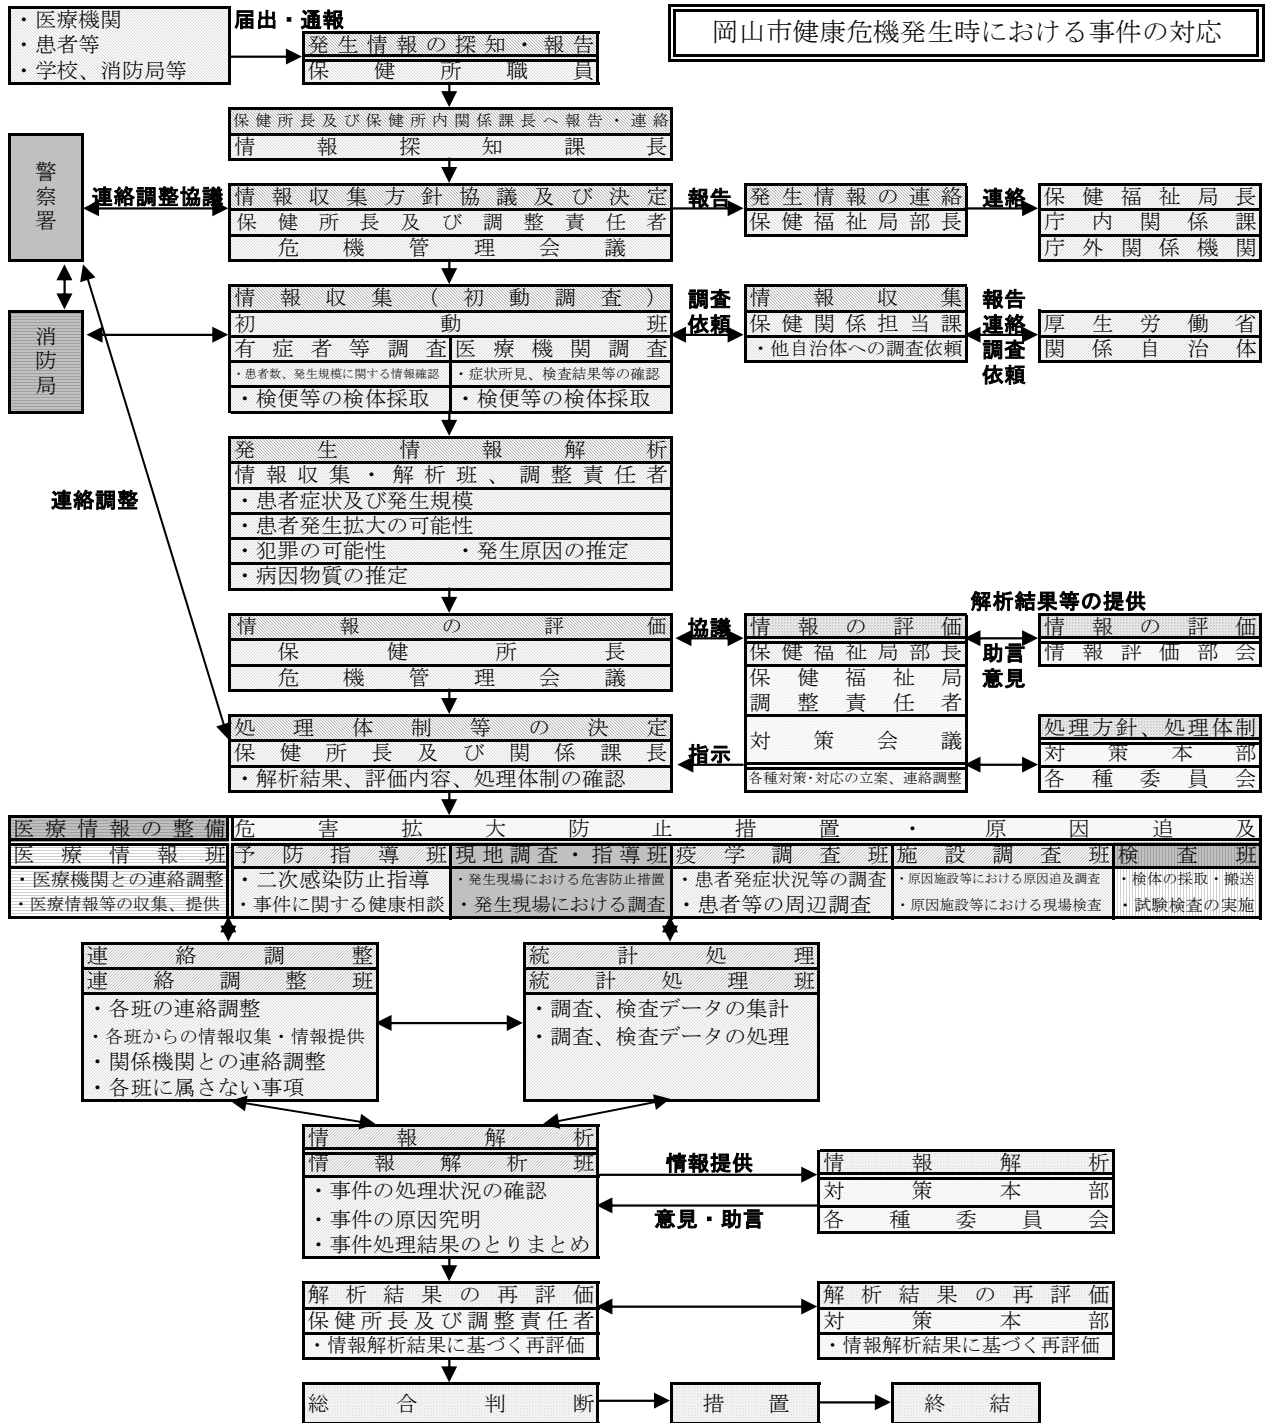 岡山市健康危機発生時における事件の対応
・医療機関
・患者等
・学校、消防局等
届出・通報
発生情報の探知・報告
保健所職員
保健所長及び保健所内関係課長へ報告・連絡
情報探知課長
警察署
連絡調整協議
情報収集方針協議及び決定
保健所長及び調整責任者
危機管理会議
報告
発生情報の連絡
保健福祉局部長
連絡
保健福祉局長
庁内関係課
庁外関係機関
消防局
情報収集(初動調査)
初動班
有症者等調査
医療機関調査
・患者数、発生規模に関する情報確認
・症状所見、検査結果等の確認
・検便等の検体採取
・検便等の検体採取
調査
依頼
情報収集
保健関係担当課
・他自治体への調査依頼
報告
連絡
調査
依頼
厚生労働省
関係自治体
連絡調整
発生情報解析
情報収集・解析班、調整責任者
・患者症状及び発生規模
・患者発生拡大の可能性
・犯罪の可能性
・発生原因の推定
・病因物質の推定
解析結果等の提供
情報の評価
保健所長
危機管理会議
協議
情報の評価
保健福祉局部長
保健福祉局
調整責任者
対策会議
各種対策・対応の立案、連絡調整
助言
意見
情報の評価
情報評価部会
処理体制等の決定
保健所長及び関係課長
・解析結果、評価内容、処理体制の確認
指示
処理方針、処理体制
対策本部
各種委員会
医療情報の整備
危害拡大防止措置・原因追及
医療情報班
予防指導班
現地調査・指導班
疫学調査班
施設調査班
検査班
・医療機関との連絡調整
・二次感染防止指導
・発生現場における危害防止措置
・患者発症状況等の調査
・原因施設等における原因追及調査
・検体の採取・搬送
・医療情報等の収集、提供
・事件に関する健康相談
・発生現場における調査
・患者等の周辺調査
・原因施設等における現場検査
・試験検査の実施
連絡調整
連絡調整班
・各班の連絡調整
・各班からの情報収集・情報提供
・関係機関との連絡調整
・各班に属さない事項
統計処理
統計処理班
・調査、検査データの集計
・調査、検査データの処理
情報解析
情報解析班
・事件の処理状況の確認
・事件の原因究明
・事件処理結果のとりまとめ
情報提供
意見・助言
情報解析
対策本部
各種委員会
解析結果の再評価
保健所長及び調整責任者
・情報解析結果に基づく再評価
解析結果の再評価
対策本部
・情報解析結果に基づく再評価
総合判断
措置
終結